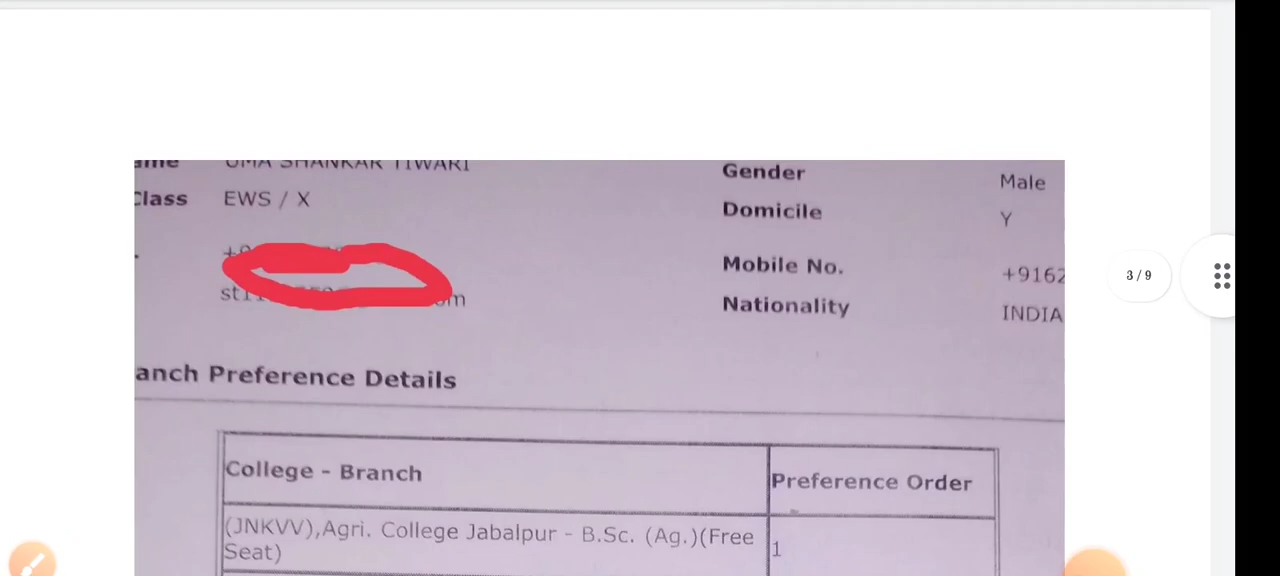 UMA SHANKAR TIWARI
Class EWS / X
Gender Male
Domicile Y
Mobile No. +9162
Nationality INDIA
anch Preference Details
College - Branch Preference Order
(JNKVV),Agri. College Jabalpur - B.Sc. (Ag.)(Free
Seat) 1
3 / 9